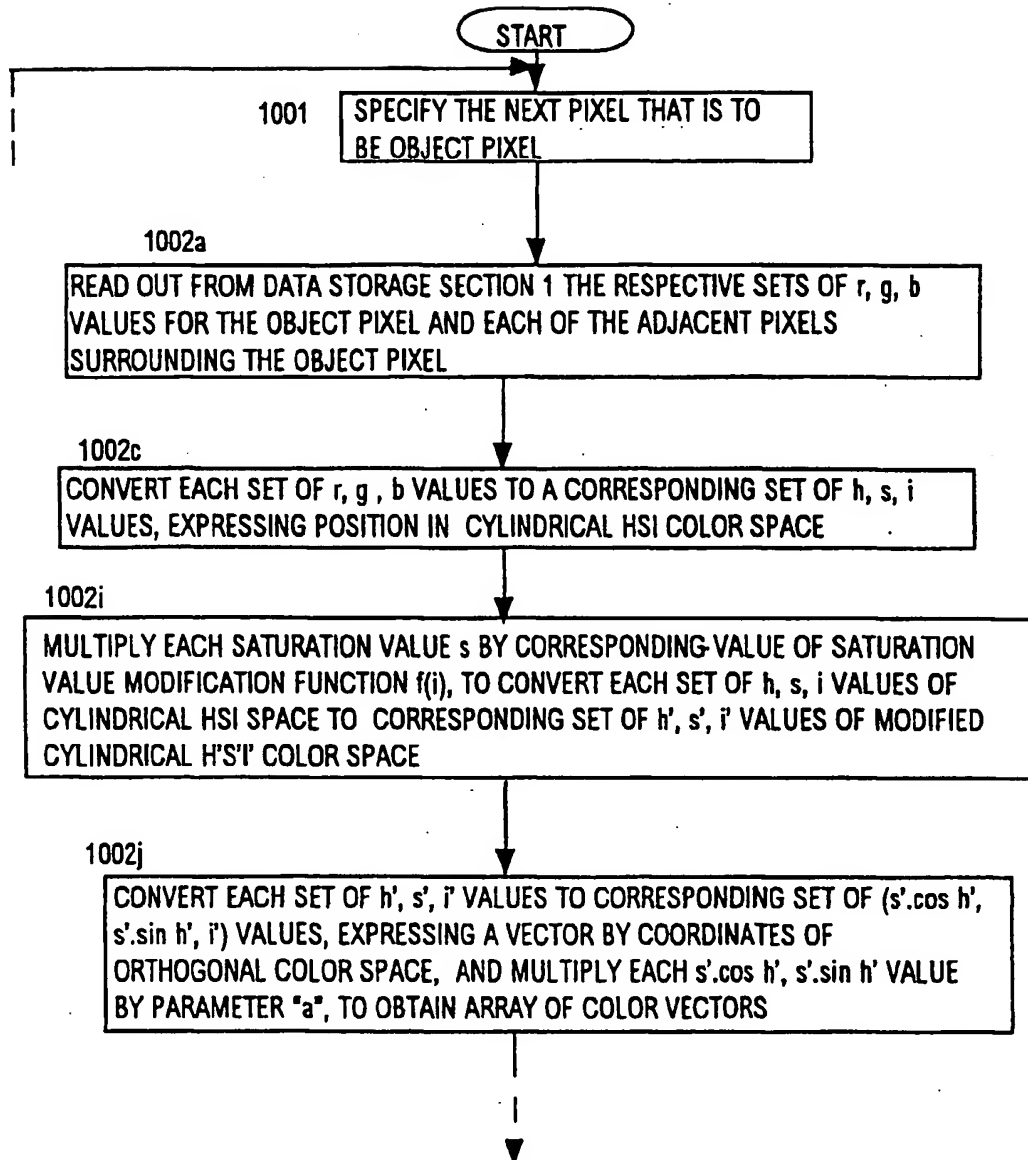 START
1001
SPECIFY THE NEXT PIXEL THAT IS TO
BE OBJECT PIXEL
1002a
READ OUT FROM DATA STORAGE SECTION 1 THE RESPECTIVE SETS OF r, g, b
VALUES FOR THE OBJECT PIXEL AND EACH OF THE ADJACENT PIXELS
SURROUNDING THE OBJECT PIXEL
1002c
CONVERT EACH SET OF r, g , b VALUES TO A CORRESPONDING SET OF h, s, i
VALUES, EXPRESSING POSITION IN CYLINDRICAL HSI COLOR SPACE
1002i
MULTIPLY EACH SATURATION VALUE s BY CORRESPONDING VALUE OF SATURATION
VALUE MODIFICATION FUNCTION f(i), TO CONVERT EACH SET OF h, s, i VALUES OF
CYLINDRICAL HSI SPACE TO CORRESPONDING SET OF h', s', i' VALUES OF MODIFIED
CYLINDRICAL H'S'I' COLOR SPACE
1002j
CONVERT EACH SET OF h', s', i' VALUES TO CORRESPONDING SET OF (s'.cos h',
s'.sin h', i') VALUES, EXPRESSING A VECTOR BY COORDINATES OF
ORTHOGONAL COLOR SPACE, AND MULTIPLY EACH s'.cos h', s'.sin h' VALUE
BY PARAMETER "a", TO OBTAIN ARRAY OF COLOR VECTORS